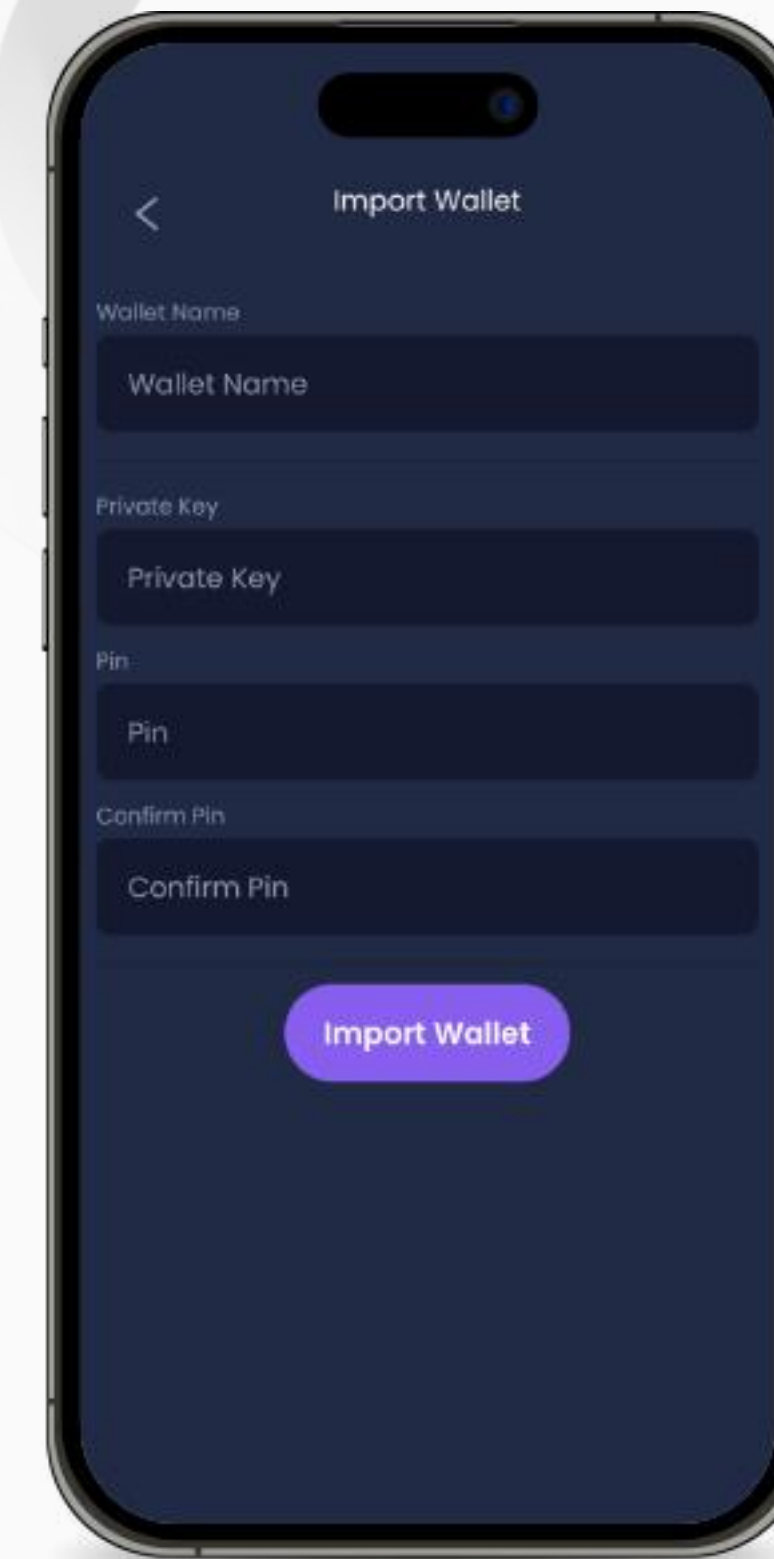 Import Wallet
Wallet Name
Wallet Name
Private Key
Private Key
Pin
Pin
Confirm Pin
Confirm Pin
Import Wallet